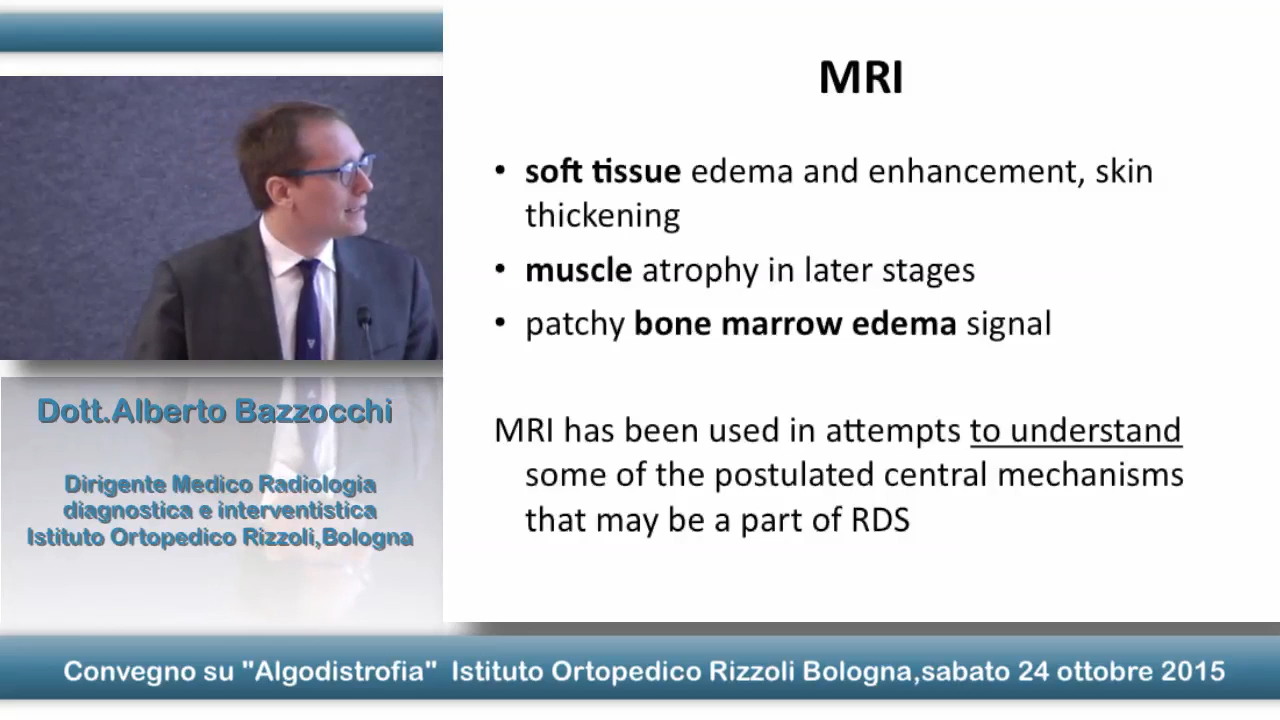 MRI
• soft tissue edema and enhancement, skin
thickening
• muscle atrophy in later stages
• patchy bone marrow edema signal
MRI has been used in attempts to understand
some of the postulated central mechanisms
that may be a part of RDS
Dott.Alberto Bazzocchi
Dirigente Medico Radiologia
diagnostica e interventistica
Istituto Ortopedico Rizzoli,Bologna
Convegno su "Algodistrofia" Istituto Ortopedico Rizzoli Bologna,sabato 24 ottobre 2015